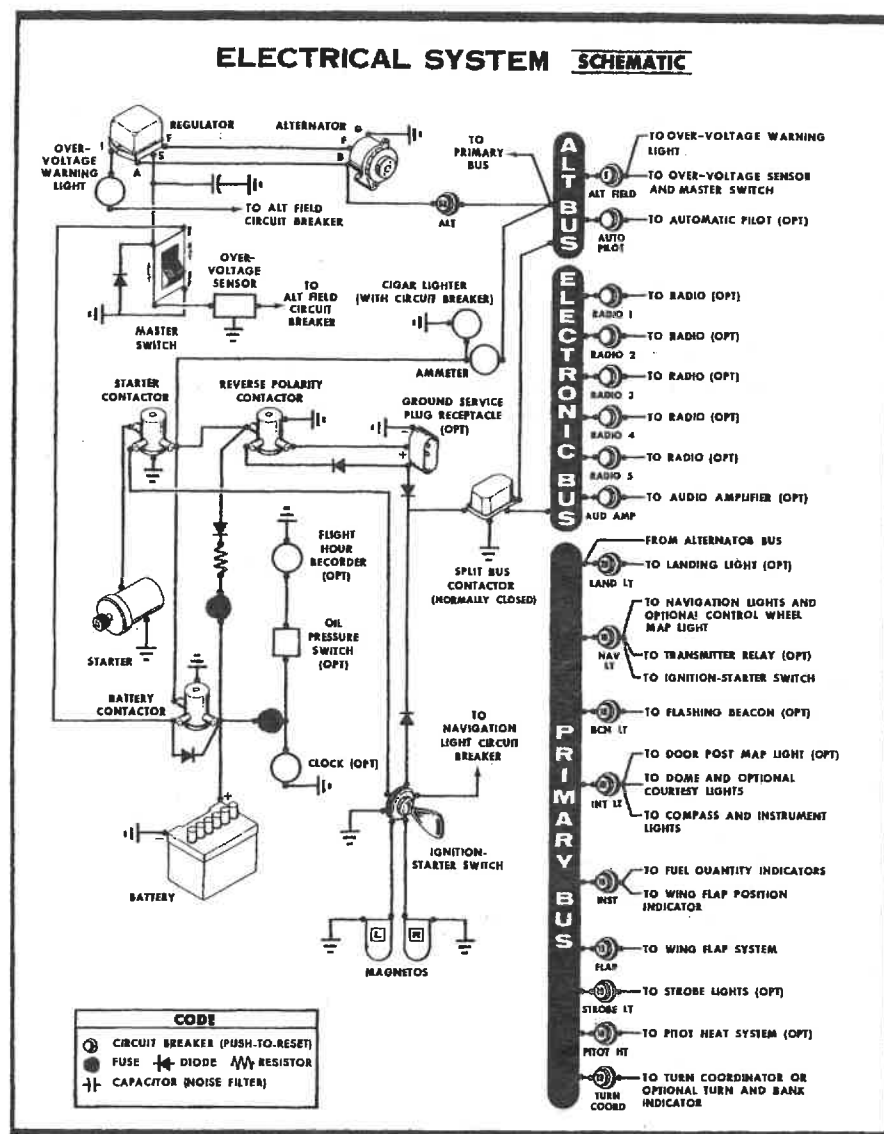 ELECTRICAL SYSTEM SCHEMATIC
REGULATOR
ALTERNATOR
G
F
F
I
S
A
B
OVER-
VOLTAGE
WARNING
LIGHT
TO ALT FIELD
CIRCUIT BREAKER
TO
PRIMARY
BUS
ALT
OVER-
VOLTAGE
SENSOR
TO
ALT FIELD
CIRCUIT
BREAKER
MASTER
SWITCH
CIGAR LIGHTER
(WITH CIRCUIT BREAKER)
AMMETER
STARTER
CONTACTOR
REVERSE POLARITY
CONTACTOR
GROUND SERVICE
PLUG RECEPTACLE
(OPT)
-
+
FLIGHT
HOUR
RECORDER
(OPT)
SPLIT BUS
CONTACTOR
(NORMALLY CLOSED)
STARTER
OIL
PRESSURE
SWITCH
(OPT)
BATTERY
CONTACTOR
CLOCK (OPT)
TO
NAVIGATION
LIGHT CIRCUIT
BREAKER
+
-
BATTERY
IGNITION-
STARTER SWITCH
L
R
MAGNETOS
ALT BUS
ALT FIELD
TO OVER-VOLTAGE WARNING
LIGHT
TO OVER-VOLTAGE SENSOR
AND MASTER SWITCH
AUTO
PILOT
TO AUTOMATIC PILOT (OPT)
ELECTRONIC BUS
RADIO 1
TO RADIO (OPT)
RADIO 2
TO RADIO (OPT)
RADIO 3
TO RADIO (OPT)
RADIO 4
TO RADIO (OPT)
RADIO 5
TO RADIO (OPT)
AUD AMP
TO AUDIO AMPLIFIER (OPT)
PRIMARY BUS
FROM ALTERNATOR BUS
LAND LT
TO LANDING LIGHT (OPT)
NAV
LT
TO NAVIGATION LIGHTS AND
OPTIONAL CONTROL WHEEL
MAP LIGHT
TO TRANSMITTER RELAY (OPT)
TO IGNITION-STARTER SWITCH
BCN LT
TO FLASHING BEACON (OPT)
INT LT
TO DOOR POST MAP LIGHT (OPT)
TO DOME AND OPTIONAL
COURTESY LIGHTS
TO COMPASS AND INSTRUMENT
LIGHTS
INST
TO FUEL QUANTITY INDICATORS
TO WING FLAP POSITION
INDICATOR
FLAP
TO WING FLAP SYSTEM
STROBE LT
TO STROBE LIGHTS (OPT)
PITOT HT
TO PITOT HEAT SYSTEM (OPT)
TURN
COORD
TO TURN COORDINATOR OR
OPTIONAL TURN AND BANK
INDICATOR
CODE
CIRCUIT BREAKER (PUSH-TO-RESET)
FUSE DIODE RESISTOR
CAPACITOR (NOISE FILTER)